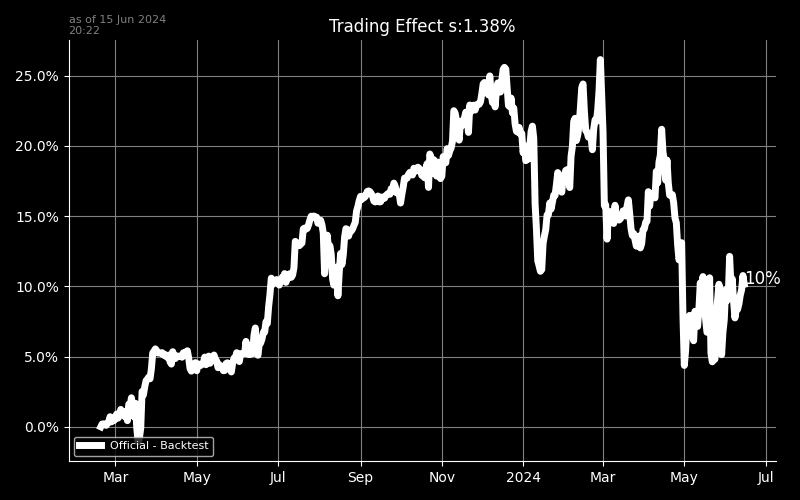 as of 15 Jun 2024
20:22
Trading Effect s:1.38%
25.0%
20.0%
15.0%
10.0%
5.0%
0.0%
10%
Official - Backtest
Mar May Jul Sep Nov 2024 Mar May Jul